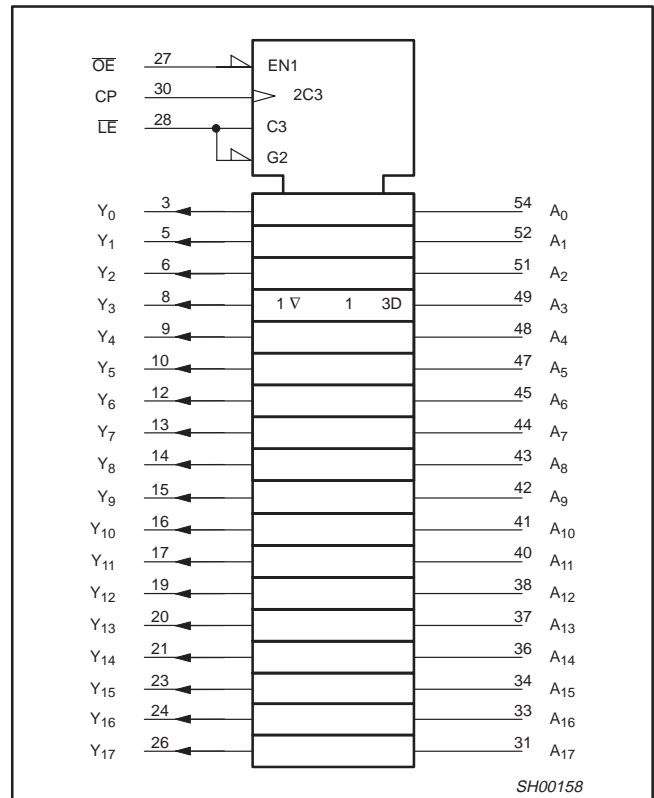 O̅E̅ 27 EN1
CP 30 2C3
L̅E̅ 28 C3
G2
Y₀ 3 54 A₀
Y₁ 5 52 A₁
Y₂ 6 51 A₂
Y₃ 8 1 ∇ 1 3D 49 A₃
Y₄ 9 48 A₄
Y₅ 10 47 A₅
Y₆ 12 45 A₆
Y₇ 13 44 A₇
Y₈ 14 43 A₈
Y₉ 15 42 A₉
Y₁₀ 16 41 A₁₀
Y₁₁ 17 40 A₁₁
Y₁₂ 19 38 A₁₂
Y₁₃ 20 37 A₁₃
Y₁₄ 21 36 A₁₄
Y₁₅ 23 34 A₁₅
Y₁₆ 24 33 A₁₆
Y₁₇ 26 31 A₁₇
SH00158